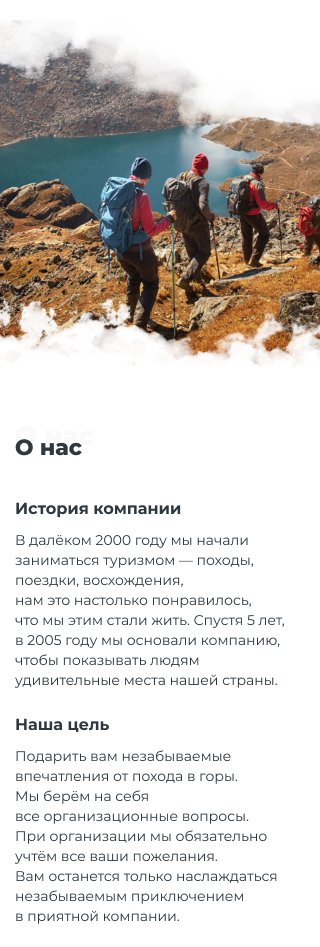 О нас
О нас
История компании
В далёком 2000 году мы начали
заниматься туризмом — походы,
поездки, восхождения,
нам это настолько понравилось,
что мы этим стали жить. Спустя 5 лет,
в 2005 году мы основали компанию,
чтобы показывать людям
удивительные места нашей страны.
Наша цель
Подарить вам незабываемые
впечатления от похода в горы.
Мы берём на себя
все организационные вопросы.
При организации мы обязательно
учтём все ваши пожелания.
Вам останется только наслаждаться
незабываемым приключением
в приятной компании.